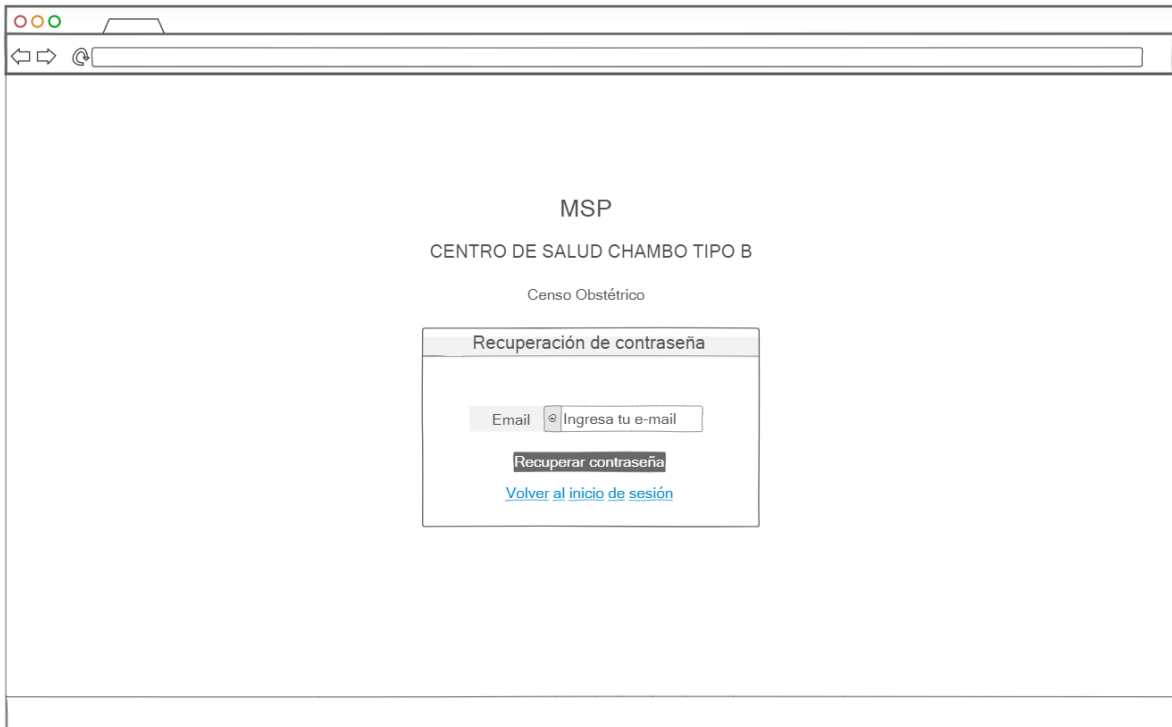 MSP
CENTRO DE SALUD CHAMBO TIPO B
Censo Obstétrico
Recuperación de contraseña
Email @ Ingresa tu e-mail
Recuperar contraseña
Volver al inicio de sesión